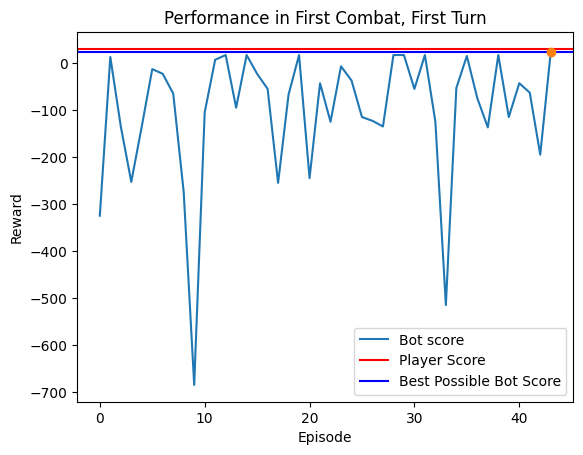 Performance in First Combat, First Turn
Reward
0
−100
−200
−300
−400
−500
−600
−700
0
10
20
30
40
Episode
Bot score
Player Score
Best Possible Bot Score